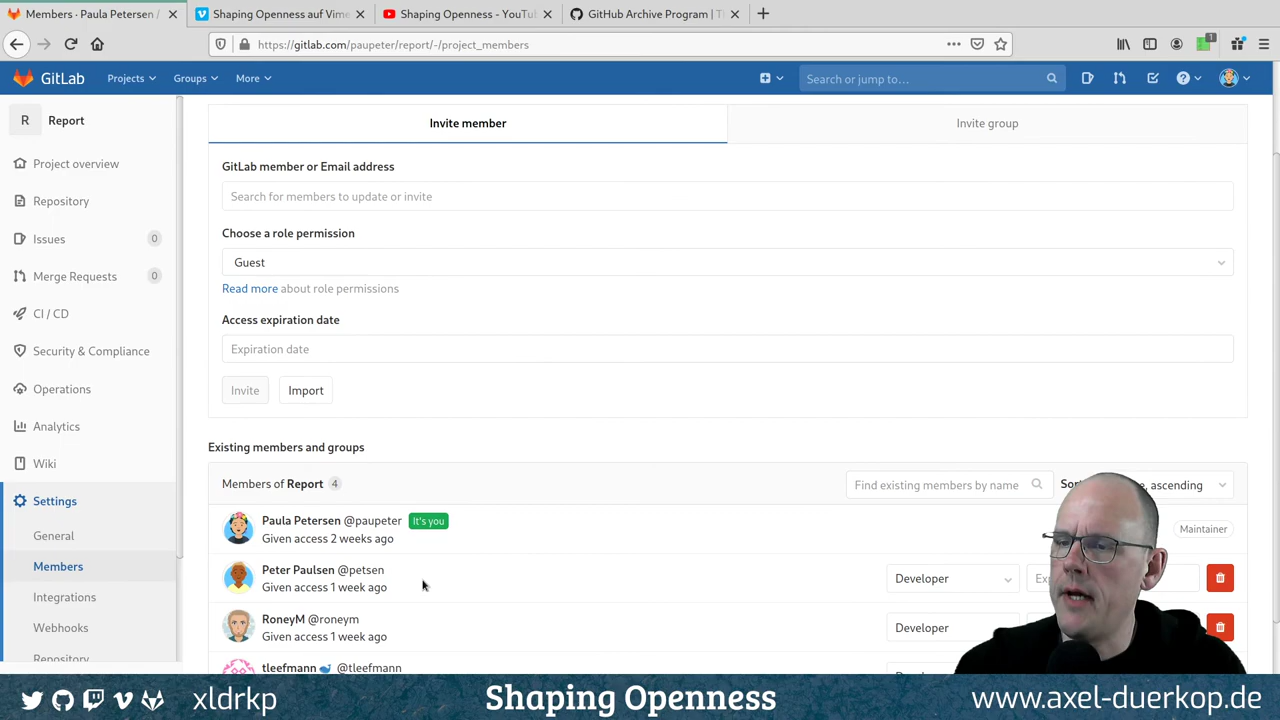 Members · Paula Petersen /
Shaping Openness auf Vime
Shaping Openness - YouTu
GitHub Archive Program | T
https://gitlab.com/paupeter/report/-/project_members
1
GitLab
Projects
Groups
More
Search or jump to…
R
Report
Project overview
Repository
Issues
0
Merge Requests
0
CI / CD
Security & Compliance
Operations
Analytics
Wiki
Settings
General
Members
Integrations
Webhooks
Repository
Invite member
Invite group
GitLab member or Email address
Search for members to update or invite
Choose a role permission
Guest
Read more about role permissions
Access expiration date
Expiration date
Invite
Import
Existing members and groups
Members of Report 4
Find existing members by name
, ascending
Paula Petersen @paupeter It's you
Given access 2 weeks ago
Maintainer
Peter Paulsen @petsen
Given access 1 week ago
Developer
RoneyM @roneym
Given access 1 week ago
Developer
tleefmann @tleefmann
xldrkp
Shaping Openness
www.axel-duerkop.de